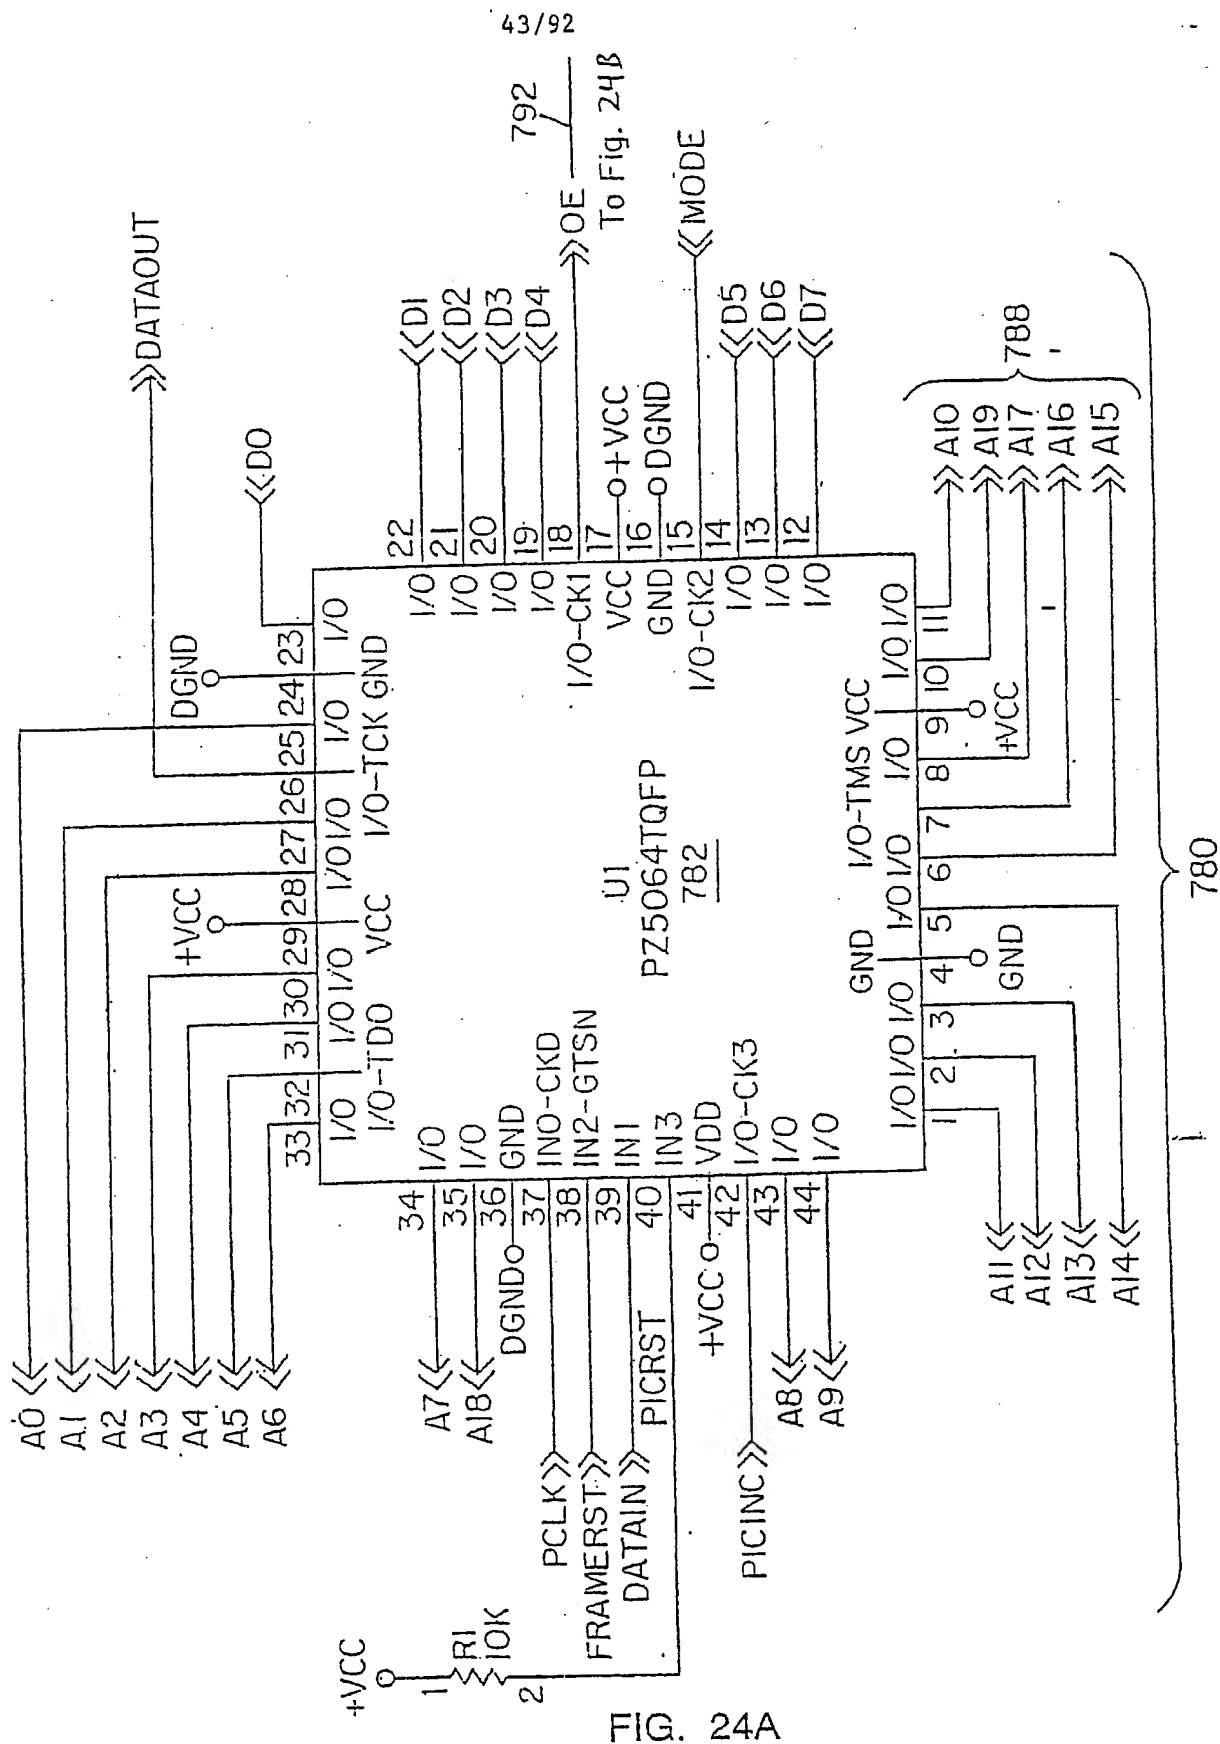 43/92
792
OE
To Fig. 24B
DATAOUT
MODE
D1
D2
D3
D4
D5
D6
D7
+VCC
DGND
D0
788
A10
A19
A17
A16
A15
22
21
20
19
18
17
16
15
14
13
12
I/O
I/O
I/O
I/O
I/O-CK1
VCC
GND
I/O-CK2
I/O
I/O
I/O
DGND
23
24
25
26
27
28
29
30
31
32
33
I/O
GND
I/O
I/O-TCK
I/O
I/O
VCC
I/O
I/O
I/O-TDO
I/O
+VCC
U1
PZ5064TQFP
782
I/O
I/O
VCC
I/O
I/O-TMS
I/O
I/O
GND
I/O
I/O
I/O
11
10
9
8
7
6
5
4
3
2
1
+VCC
GND
780
I/O
I/O
GND
IN0-CKD
IN2-GTSN
IN1
IN3
VDD
I/O-CK3
I/O
I/O
34
35
36
37
38
39
40
41
42
43
44
DGND
+VCC
PICRST
A11
A12
A13
A14
A0
A1
A2
A3
A4
A5
A6
A7
A18
PCLK
FRAMERST
DATAIN
PICINC
A8
A9
+VCC
1
R1
10K
2
FIG. 24A